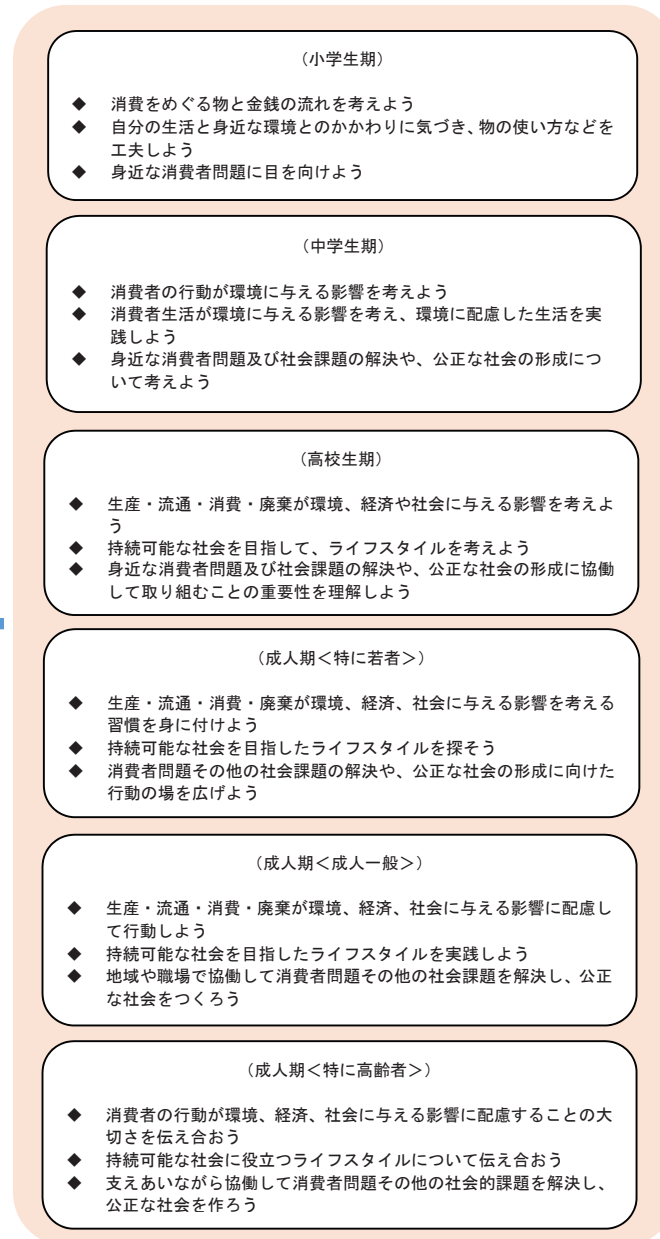 （小学生期）
◆ 消費をめぐる物と金銭の流れを考えよう
◆ 自分の生活と身近な環境とのかかわりに気づき、物の使い方などを
工夫しよう
◆ 身近な消費者問題に目を向けよう
（中学生期）
◆ 消費者の行動が環境に与える影響を考えよう
◆ 消費者生活が環境に与える影響を考え、環境に配慮した生活を実
践しよう
◆ 身近な消費者問題及び社会課題の解決や、公正な社会の形成につ
いて考えよう
（高校生期）
◆ 生産・流通・消費・廃棄が環境、経済や社会に与える影響を考えよ
う
◆ 持続可能な社会を目指して、ライフスタイルを考えよう
◆ 身近な消費者問題及び社会課題の解決や、公正な社会の形成に協働
して取り組むことの重要性を理解しよう
（成人期＜特に若者＞）
◆ 生産・流通・消費・廃棄が環境、経済、社会に与える影響を考える
習慣を身に付けよう
◆ 持続可能な社会を目指したライフスタイルを探そう
◆ 消費者問題その他の社会課題の解決や、公正な社会の形成に向けた
行動の場を広げよう
（成人期＜成人一般＞）
◆ 生産・流通・消費・廃棄が環境、経済、社会に与える影響に配慮し
て行動しよう
◆ 持続可能な社会を目指したライフスタイルを実践しよう
◆ 地域や職場で協働して消費者問題その他の社会課題を解決し、公正
な社会をつくろう
（成人期＜特に高齢者＞）
◆ 消費者の行動が環境、経済、社会に与える影響に配慮することの大
切さを伝え合おう
◆ 持続可能な社会に役立つライフスタイルについて伝え合おう
◆ 支えあいながら協働して消費者問題その他の社会的課題を解決し、
公正な社会を作ろう